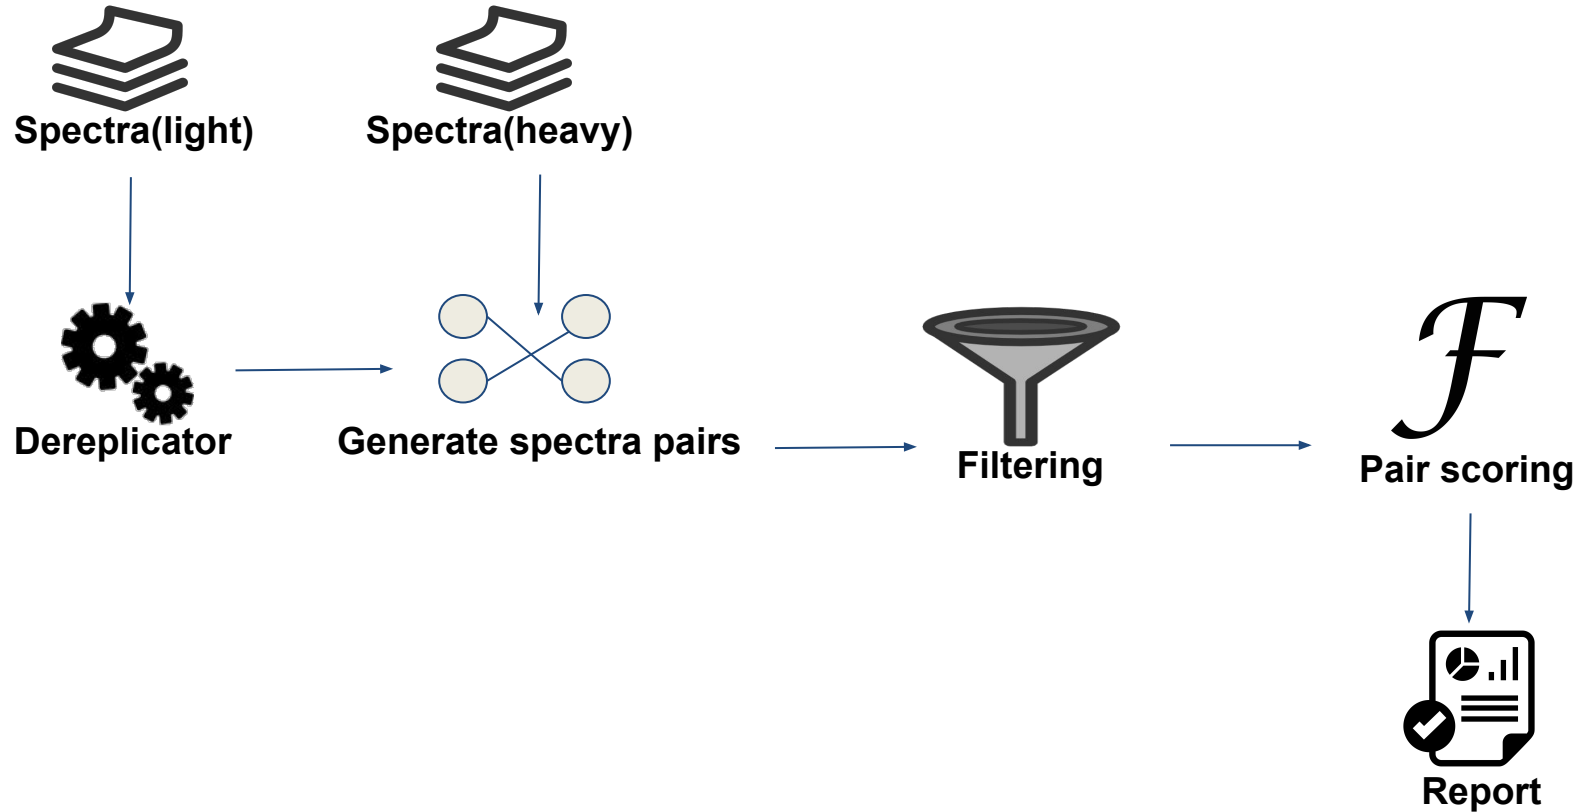 Spectra(light)
Spectra(heavy)
Dereplicator
Generate spectra pairs
Filtering
ℱ
Pair scoring
Report